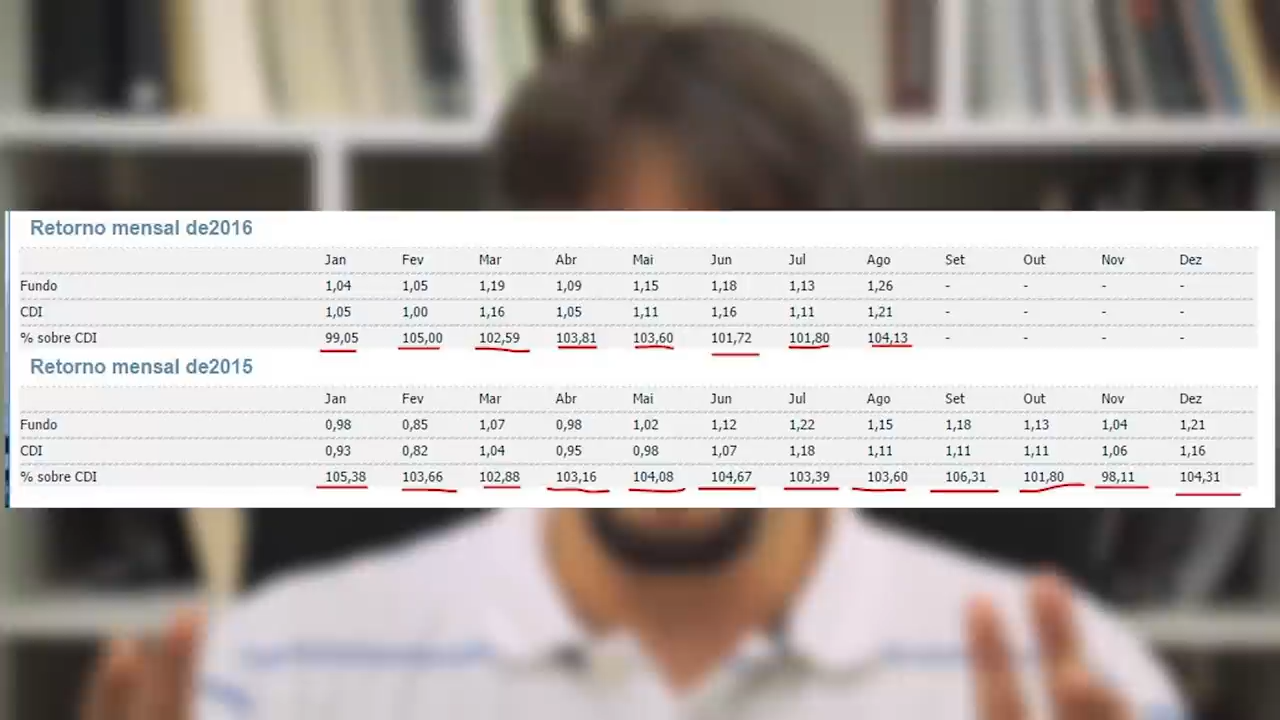 Retorno mensal de2016
Jan Fev Mar Abr Mai Jun Jul Ago Set Out Nov Dez
Fundo 1,04 1,05 1,19 1,09 1,15 1,18 1,13 1,26 - - - -
CDI 1,05 1,00 1,16 1,05 1,11 1,16 1,11 1,21 - - - -
% sobre CDI 99,05 105,00 102,59 103,81 103,60 101,72 101,80 104,13 - - - -
Retorno mensal de2015
Jan Fev Mar Abr Mai Jun Jul Ago Set Out Nov Dez
Fundo 0,98 0,85 1,07 0,98 1,02 1,12 1,22 1,15 1,18 1,13 1,04 1,21
CDI 0,93 0,82 1,04 0,95 0,98 1,07 1,18 1,11 1,11 1,11 1,06 1,16
% sobre CDI 105,38 103,66 102,88 103,16 104,08 104,67 103,39 103,60 106,31 101,80 98,11 104,31